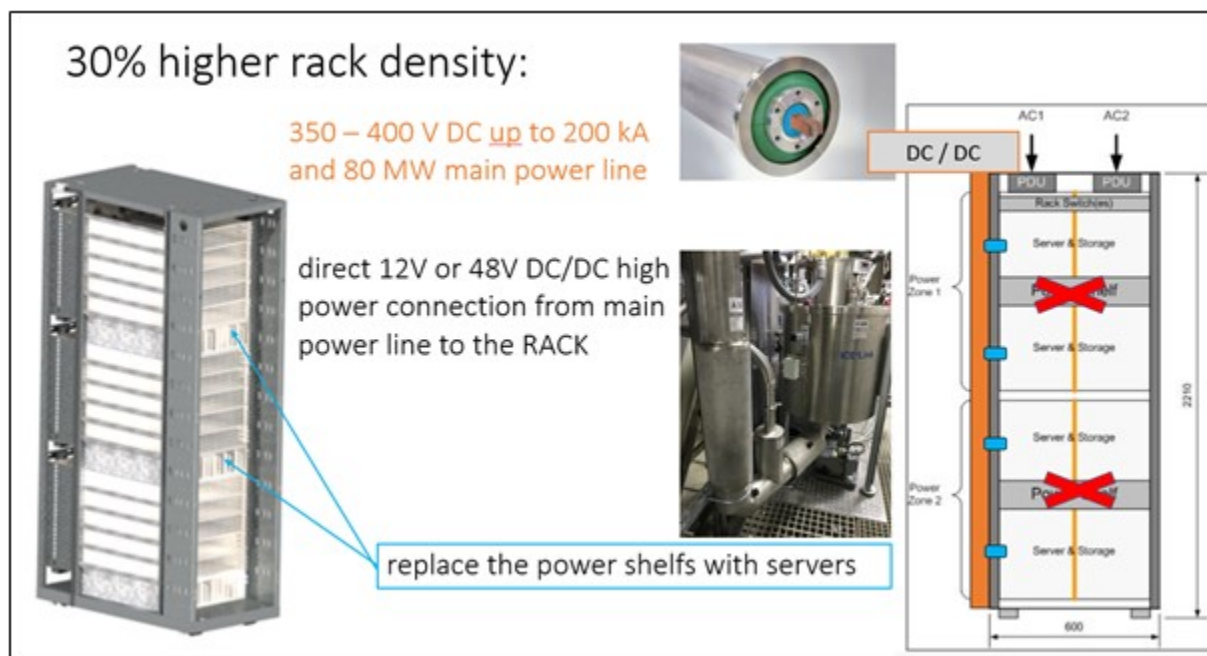 30% higher rack density:
350 – 400 V DC up to 200 kA
and 80 MW main power line
direct 12V or 48V DC/DC high
power connection from main
power line to the RACK
replace the power shelfs with servers
AC1 AC2
DC / DC
PDU PDU
Rack Switch(es)
Server & Storage
Power
Zone 1
Server & Storage
2210
Server & Storage
Power
Zone 2
Server & Storage
600